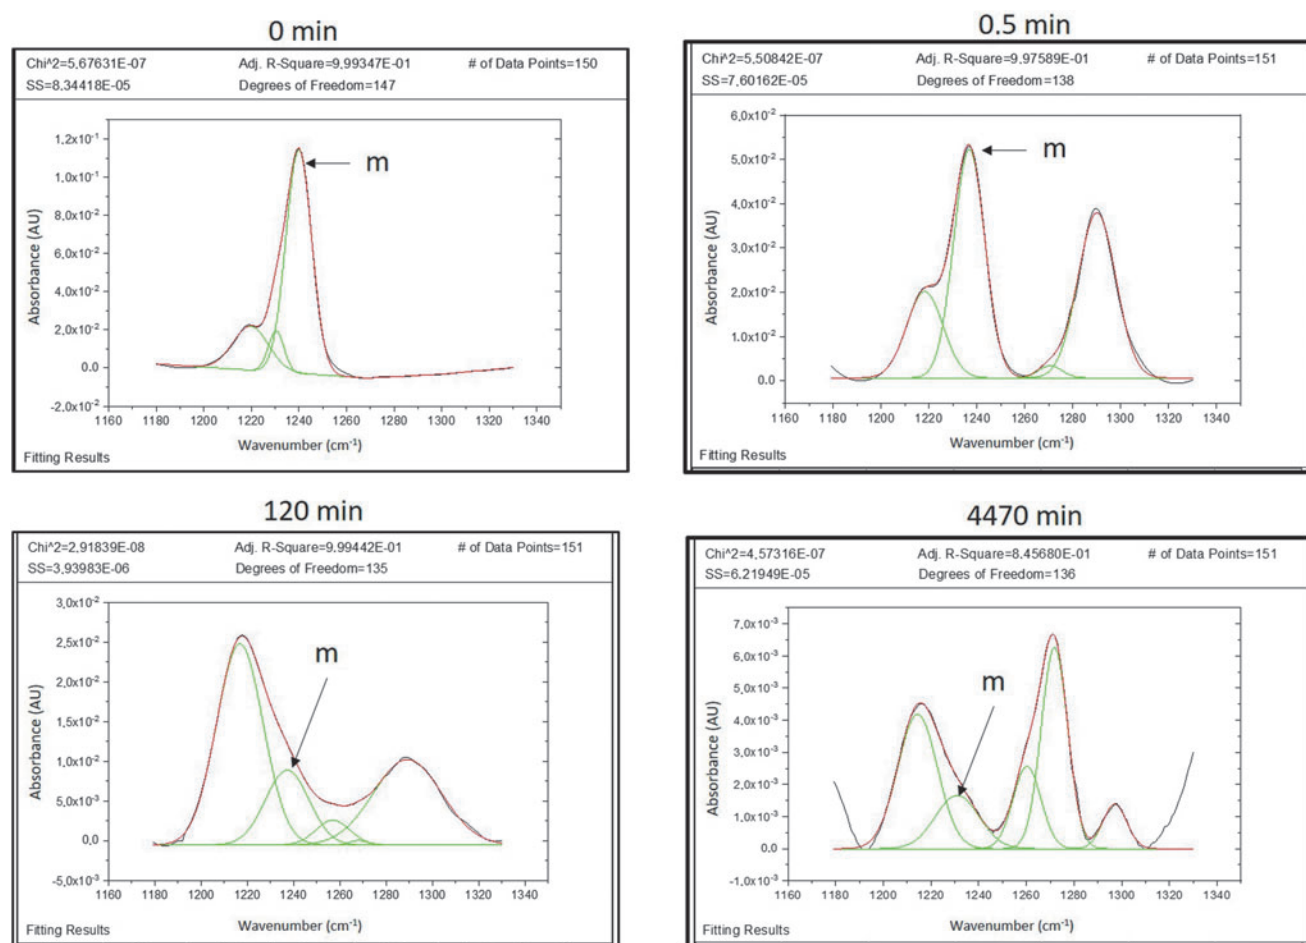 0 min
Chi^2=5,67631E-07 Adj. R-Square=9,99347E-01 # of Data Points=150
SS=8,34418E-05 Degrees of Freedom=147
1,2x10⁻¹
1,0x10⁻¹
8,0x10⁻²
6,0x10⁻²
4,0x10⁻²
2,0x10⁻²
0,0
-2,0x10⁻²
Absorbance (AU)
m
1160 1180 1200 1220 1240 1260 1280 1300 1320 1340
Wavenumber (cm⁻¹)
Fitting Results
0.5 min
Chi^2=5,50842E-07 Adj. R-Square=9,97589E-01 # of Data Points=151
SS=7,60162E-05 Degrees of Freedom=138
6,0x10⁻²
5,0x10⁻²
4,0x10⁻²
3,0x10⁻²
2,0x10⁻²
1,0x10⁻²
0,0
Absorbance (AU)
m
1160 1180 1200 1220 1240 1260 1280 1300 1320 1340
Wavenumber (cm⁻¹)
Fitting Results
120 min
Chi^2=2,91839E-08 Adj. R-Square=9,99442E-01 # of Data Points=151
SS=3,93983E-06 Degrees of Freedom=135
3,0x10⁻²
2,5x10⁻²
2,0x10⁻²
1,5x10⁻²
1,0x10⁻²
5,0x10⁻³
0,0
-5,0x10⁻³
Absorbance (AU)
m
1160 1180 1200 1220 1240 1260 1280 1300 1320 1340
Wavenumber (cm⁻¹)
Fitting Results
4470 min
Chi^2=4,57316E-07 Adj. R-Square=8,45680E-01 # of Data Points=151
SS=6,21949E-05 Degrees of Freedom=136
7,0x10⁻³
6,0x10⁻³
5,0x10⁻³
4,0x10⁻³
3,0x10⁻³
2,0x10⁻³
1,0x10⁻³
0,0
-1,0x10⁻³
Absorbance (AU)
m
1160 1180 1200 1220 1240 1260 1280 1300 1320 1340
Wavenumber (cm⁻¹)
Fitting Results